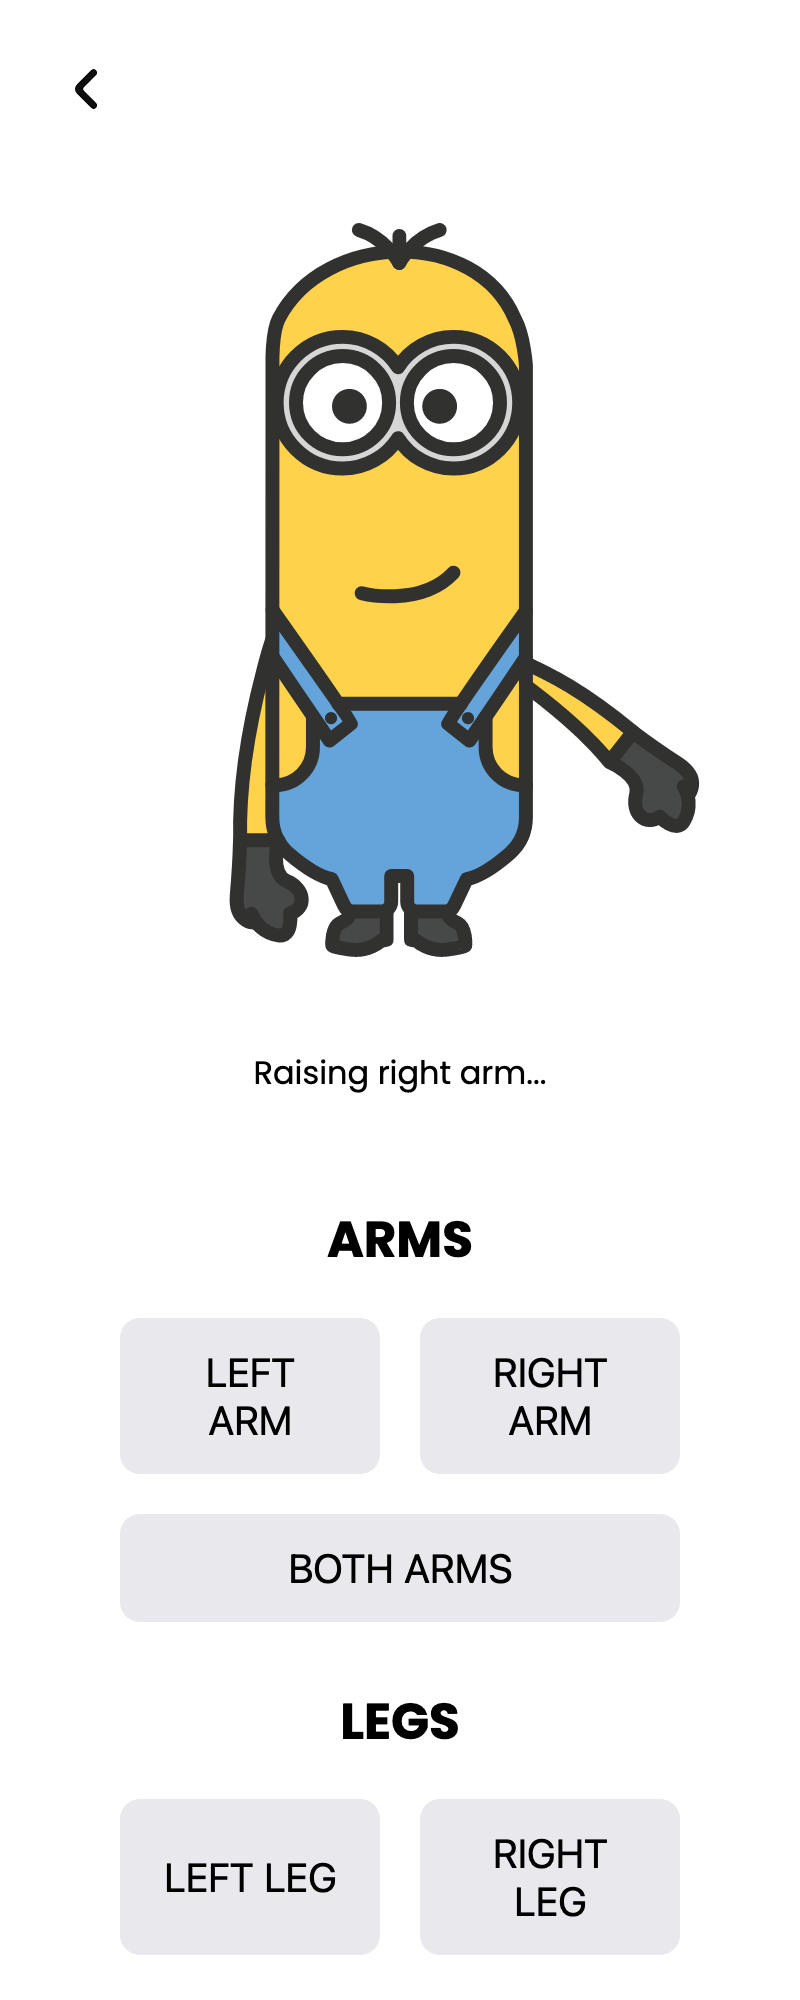 Raising right arm...
ARMS
LEFT
ARM
RIGHT
ARM
BOTH ARMS
LEGS
LEFT LEG
RIGHT
LEG